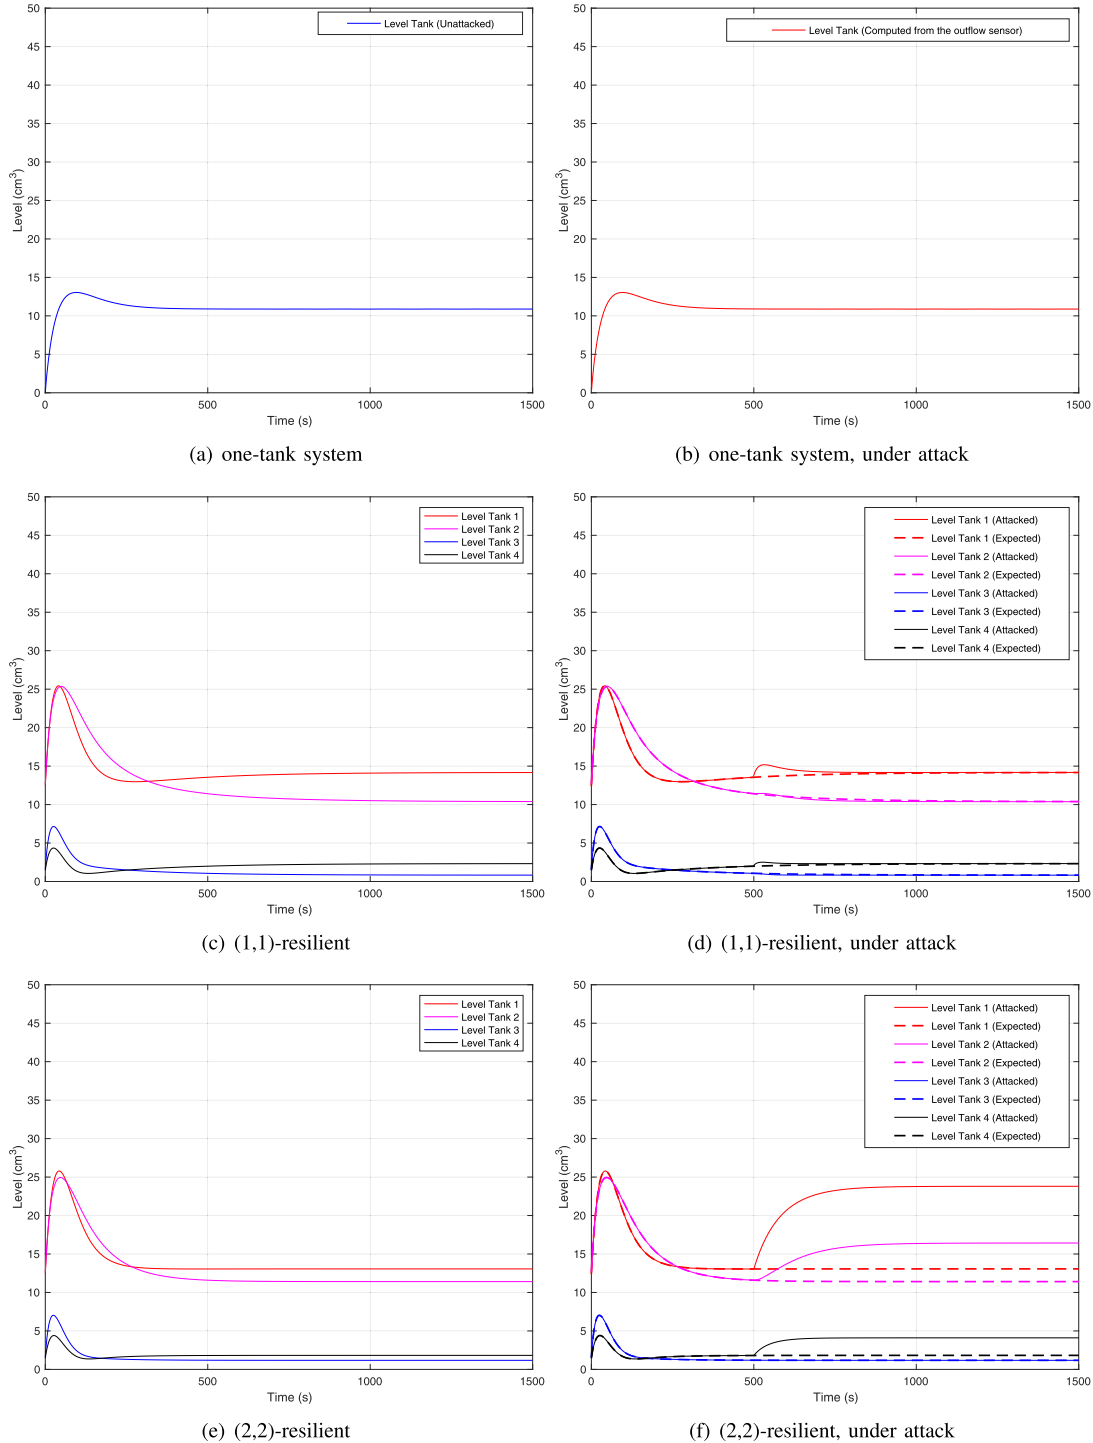 Level Tank (Unattacked)
50
45
40
35
30
25
20
15
10
5
0
Level (cm3)
0 500 1000 1500
Time (s)
(a) one-tank system
Level Tank (Computed from the outflow sensor)
50
45
40
35
30
25
20
15
10
5
0
Level (cm3)
0 500 1000 1500
Time (s)
(b) one-tank system, under attack
Level Tank 1
Level Tank 2
Level Tank 3
Level Tank 4
50
45
40
35
30
25
20
15
10
5
0
Level (cm3)
0 500 1000 1500
Time (s)
(c) (1,1)-resilient
Level Tank 1 (Attacked)
Level Tank 1 (Expected)
Level Tank 2 (Attacked)
Level Tank 2 (Expected)
Level Tank 3 (Attacked)
Level Tank 3 (Expected)
Level Tank 4 (Attacked)
Level Tank 4 (Expected)
50
45
40
35
30
25
20
15
10
5
0
Level (cm3)
0 500 1000 1500
Time (s)
(d) (1,1)-resilient, under attack
Level Tank 1
Level Tank 2
Level Tank 3
Level Tank 4
50
45
40
35
30
25
20
15
10
5
0
Level (cm3)
0 500 1000 1500
Time (s)
(e) (2,2)-resilient
Level Tank 1 (Attacked)
Level Tank 1 (Expected)
Level Tank 2 (Attacked)
Level Tank 2 (Expected)
Level Tank 3 (Attacked)
Level Tank 3 (Expected)
Level Tank 4 (Attacked)
Level Tank 4 (Expected)
50
45
40
35
30
25
20
15
10
5
0
Level (cm3)
0 500 1000 1500
Time (s)
(f) (2,2)-resilient, under attack